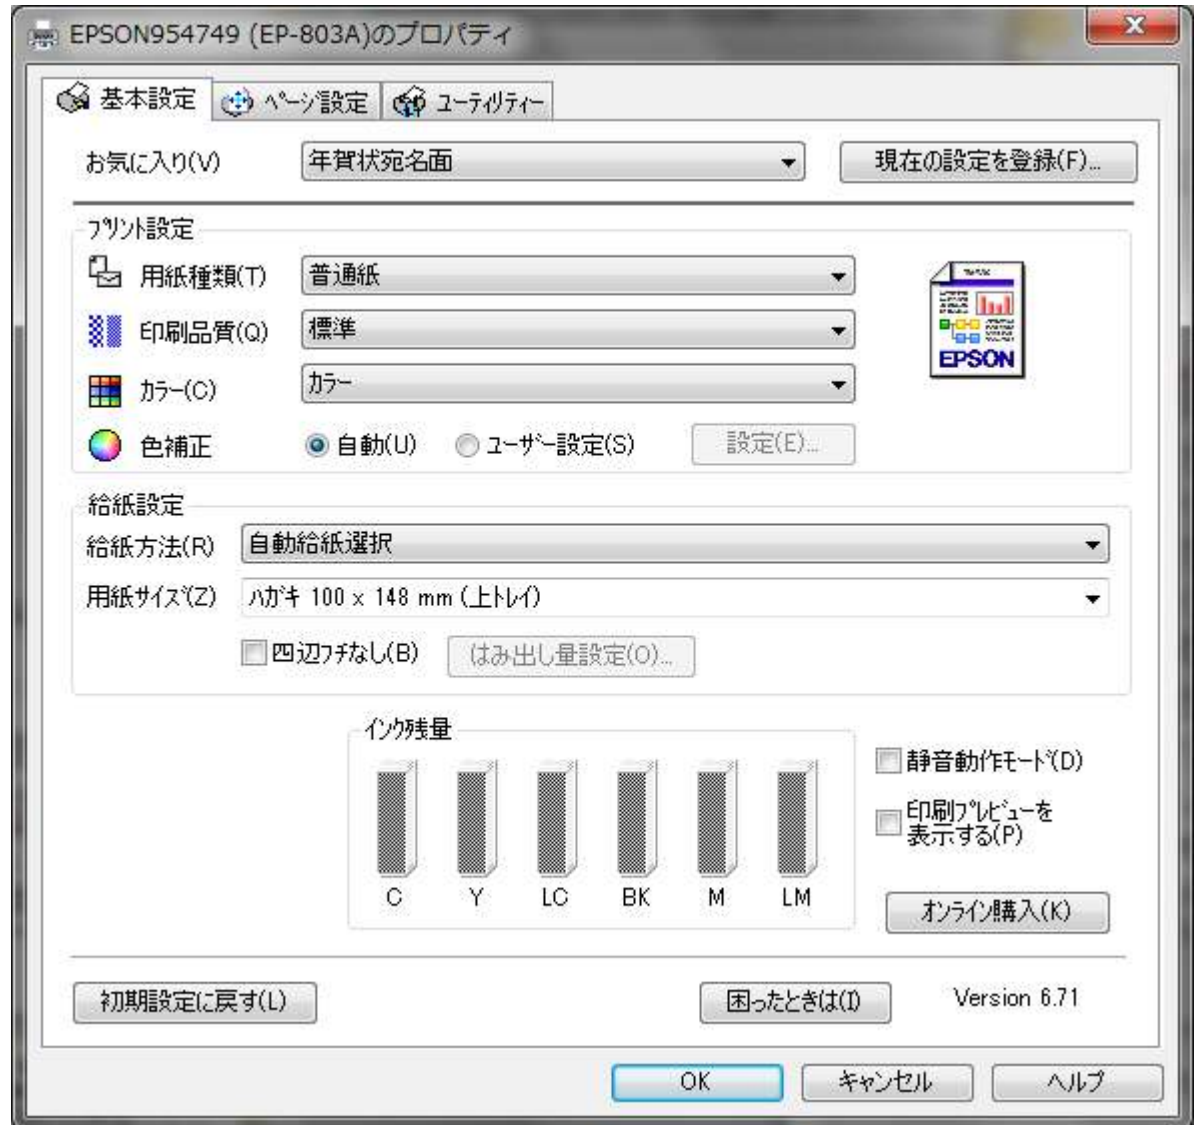 EPSON954749 (EP-803A)のプロパティ
基本設定
ページ設定
ユーティリティー
お気に入り(V)
年賀状宛名面
現在の設定を登録(F)...
プリント設定
用紙種類(T)
普通紙
印刷品質(Q)
標準
カラー(C)
カラー
色補正
自動(U)
ユーザー設定(S)
設定(E)...
EPSON
給紙設定
給紙方法(R)
自動給紙選択
用紙サイズ(Z)
ハガキ 100 x 148 mm (上トレイ)
四辺フチなし(B)
はみ出し量設定(O)...
インク残量
C
Y
LC
BK
M
LM
静音動作モード(D)
印刷プレビューを
表示する(P)
オンライン購入(K)
初期設定に戻す(L)
困ったときは(I)
Version 6.71
OK
キャンセル
ヘルプ